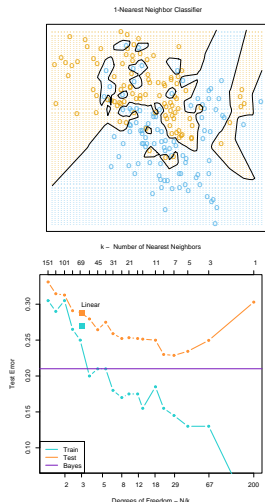 1-Nearest Neighbor Classifier
k – Number of Nearest Neighbors
151 101 69 45 31 21 11 7 5 3 1
0.30
0.25
0.20
0.15
0.10
Test Error
Linear
Train
Test
Bayes
2 3 5 8 12 18 29 67 200
Degrees of Freedom – N/k